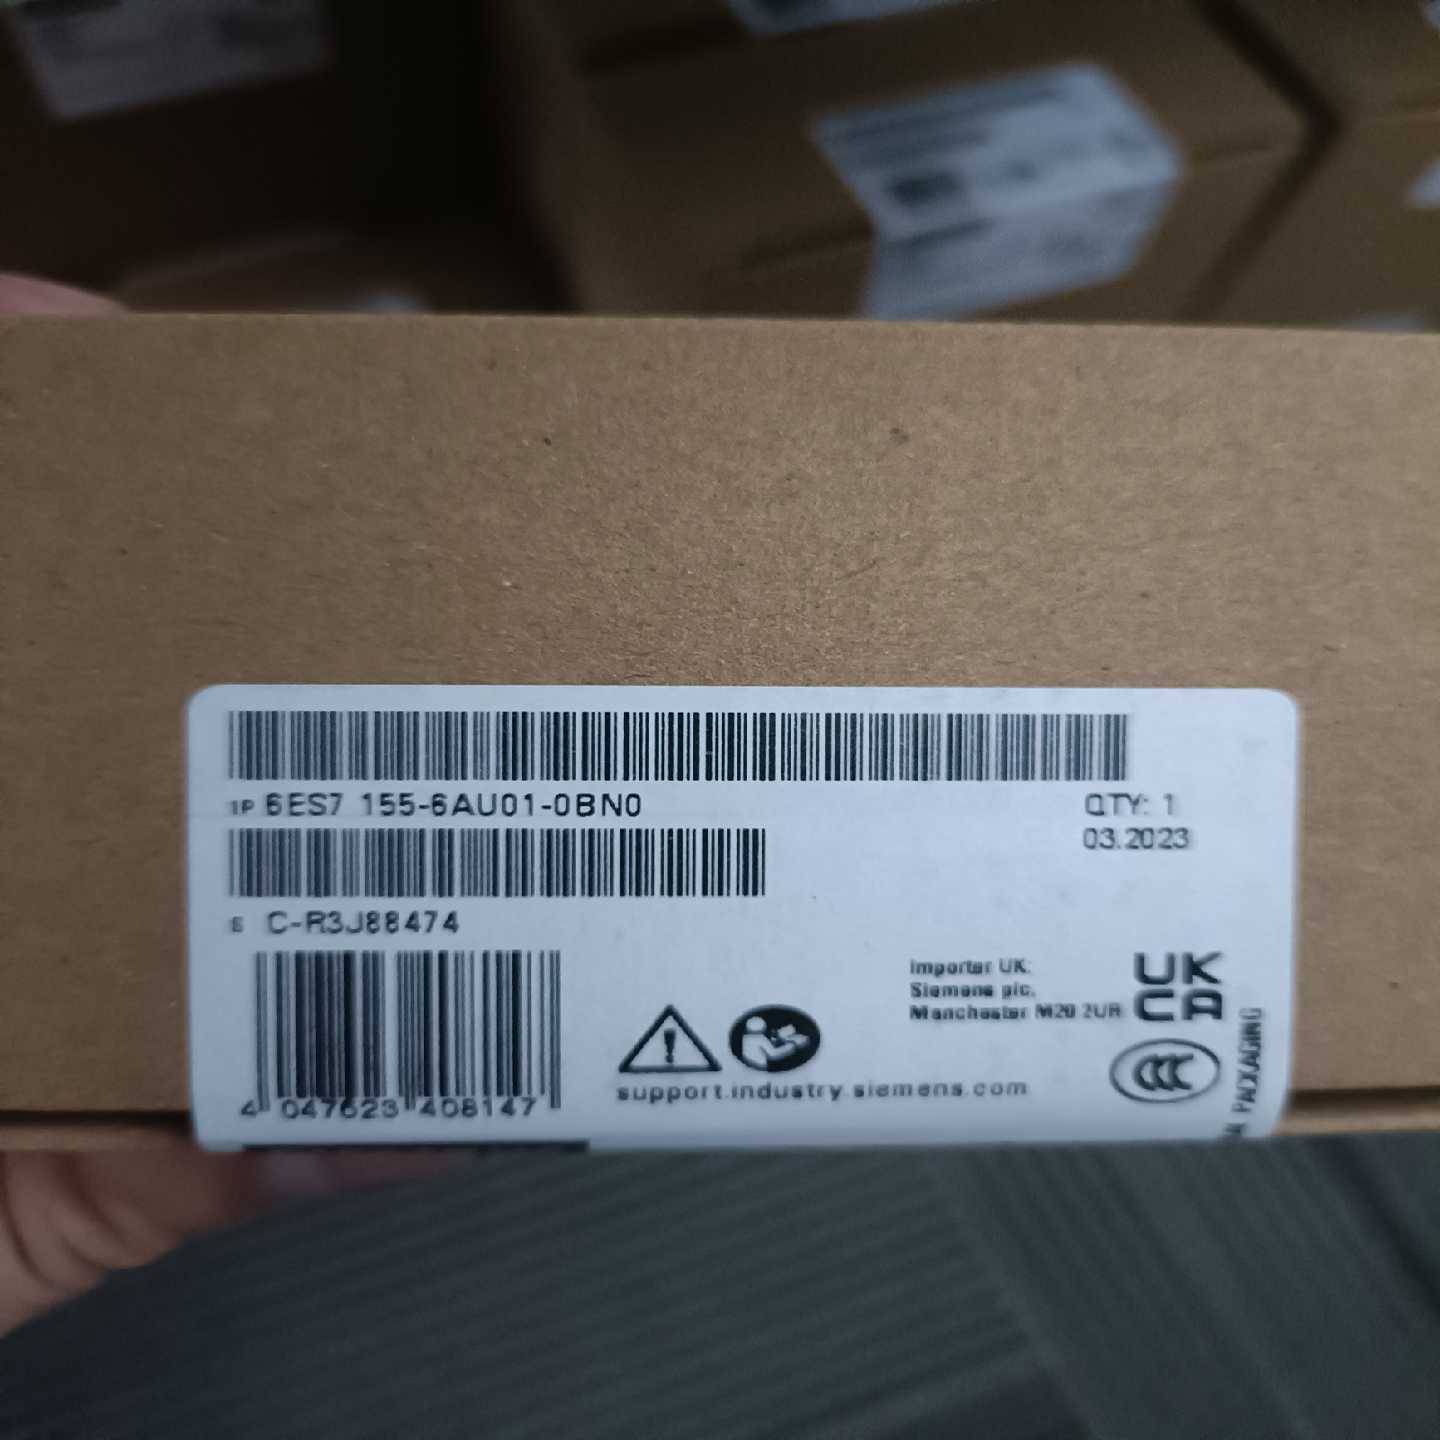 1P 6ES7 155-6AU01-0BN0
QTY: 1
03.2023
S C-R3J88474
Importer UK:
Siemens plc,
Manchester M20 2UR
UK
CA
CCC
support.industry.siemens.com
4 047623 408147
PACKAGING